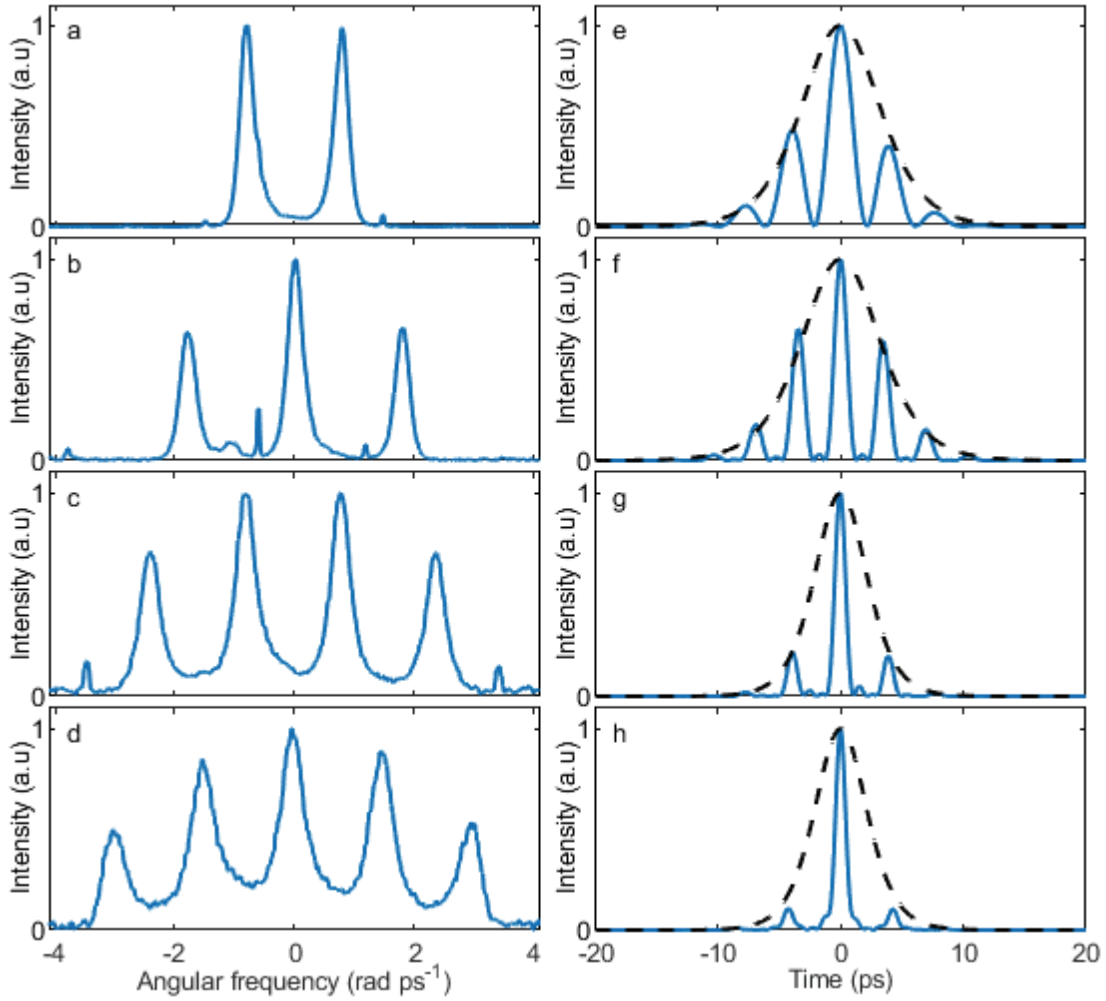 a
Intensity (a.u)
1
0
e
Intensity (a.u)
1
0
b
Intensity (a.u)
1
0
f
Intensity (a.u)
1
0
c
Intensity (a.u)
1
0
g
Intensity (a.u)
1
0
d
Intensity (a.u)
1
0
-4 -2 0 2 4
Angular frequency (rad ps⁻¹)
h
Intensity (a.u)
1
0
-20 -10 0 10 20
Time (ps)